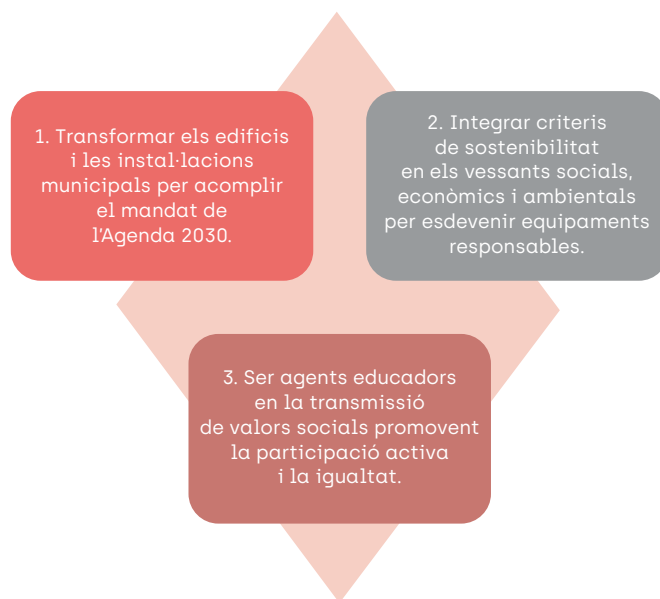 1. Transformar els edificis
i les instal·lacions
municipals per acomplir
el mandat de
l'Agenda 2030.
2. Integrar criteris
de sostenibilitat
en els vessants socials,
econòmics i ambientals
per esdevenir equipaments
responsables.
3. Ser agents educadors
en la transmissió
de valors socials promovent
la participació activa
i la igualtat.